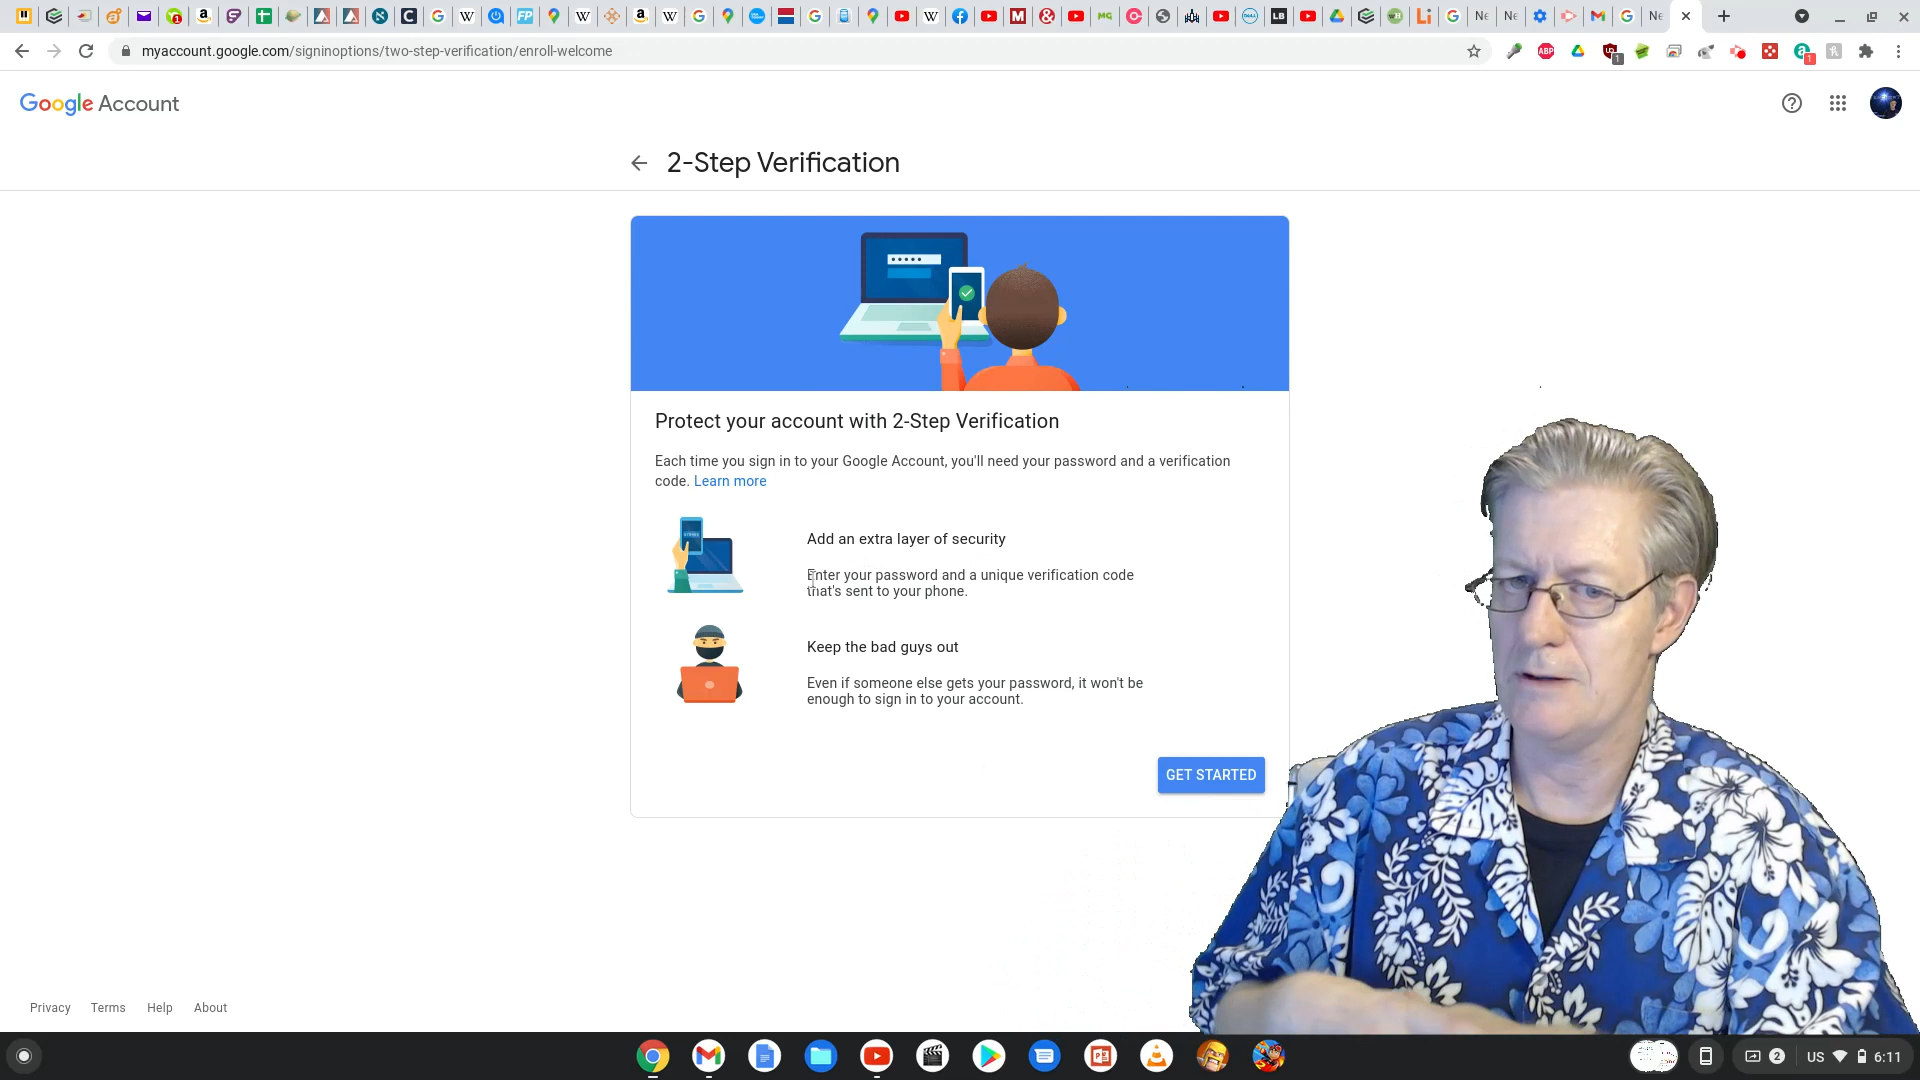 myaccount.google.com/signinoptions/two-step-verification/enroll-welcome
Google Account
2-Step Verification
Protect your account with 2-Step Verification
Each time you sign in to your Google Account, you'll need your password and a verification
code. Learn more
Add an extra layer of security
Enter your password and a unique verification code
that's sent to your phone.
Keep the bad guys out
Even if someone else gets your password, it won't be
enough to sign in to your account.
GET STARTED
Privacy Terms Help About
2 US 6:11